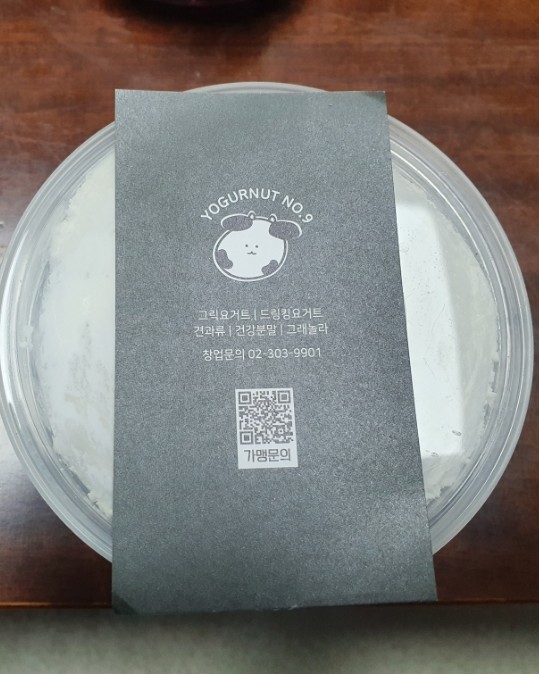 YOGURNUT NO.9
그릭요거트 | 드링킹요거트
견과류 | 건강분말 | 그래놀라
창업문의 02-303-9901
가맹문의